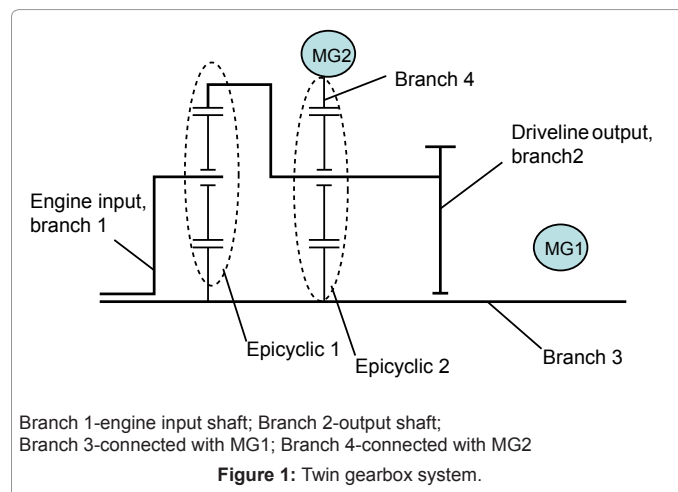 MG2
Branch 4
Driveline output,
branch2
Engine input,
branch 1
MG1
Epicyclic 1
Epicyclic 2
Branch 3
Branch 1-engine input shaft; Branch 2-output shaft;
Branch 3-connected with MG1; Branch 4-connected with MG2
Figure 1: Twin gearbox system.